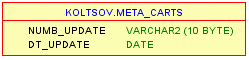 KOLTSOV.META_CARTS
NUMB_UPDATE VARCHAR2 (10 BYTE)
DT_UPDATE DATE